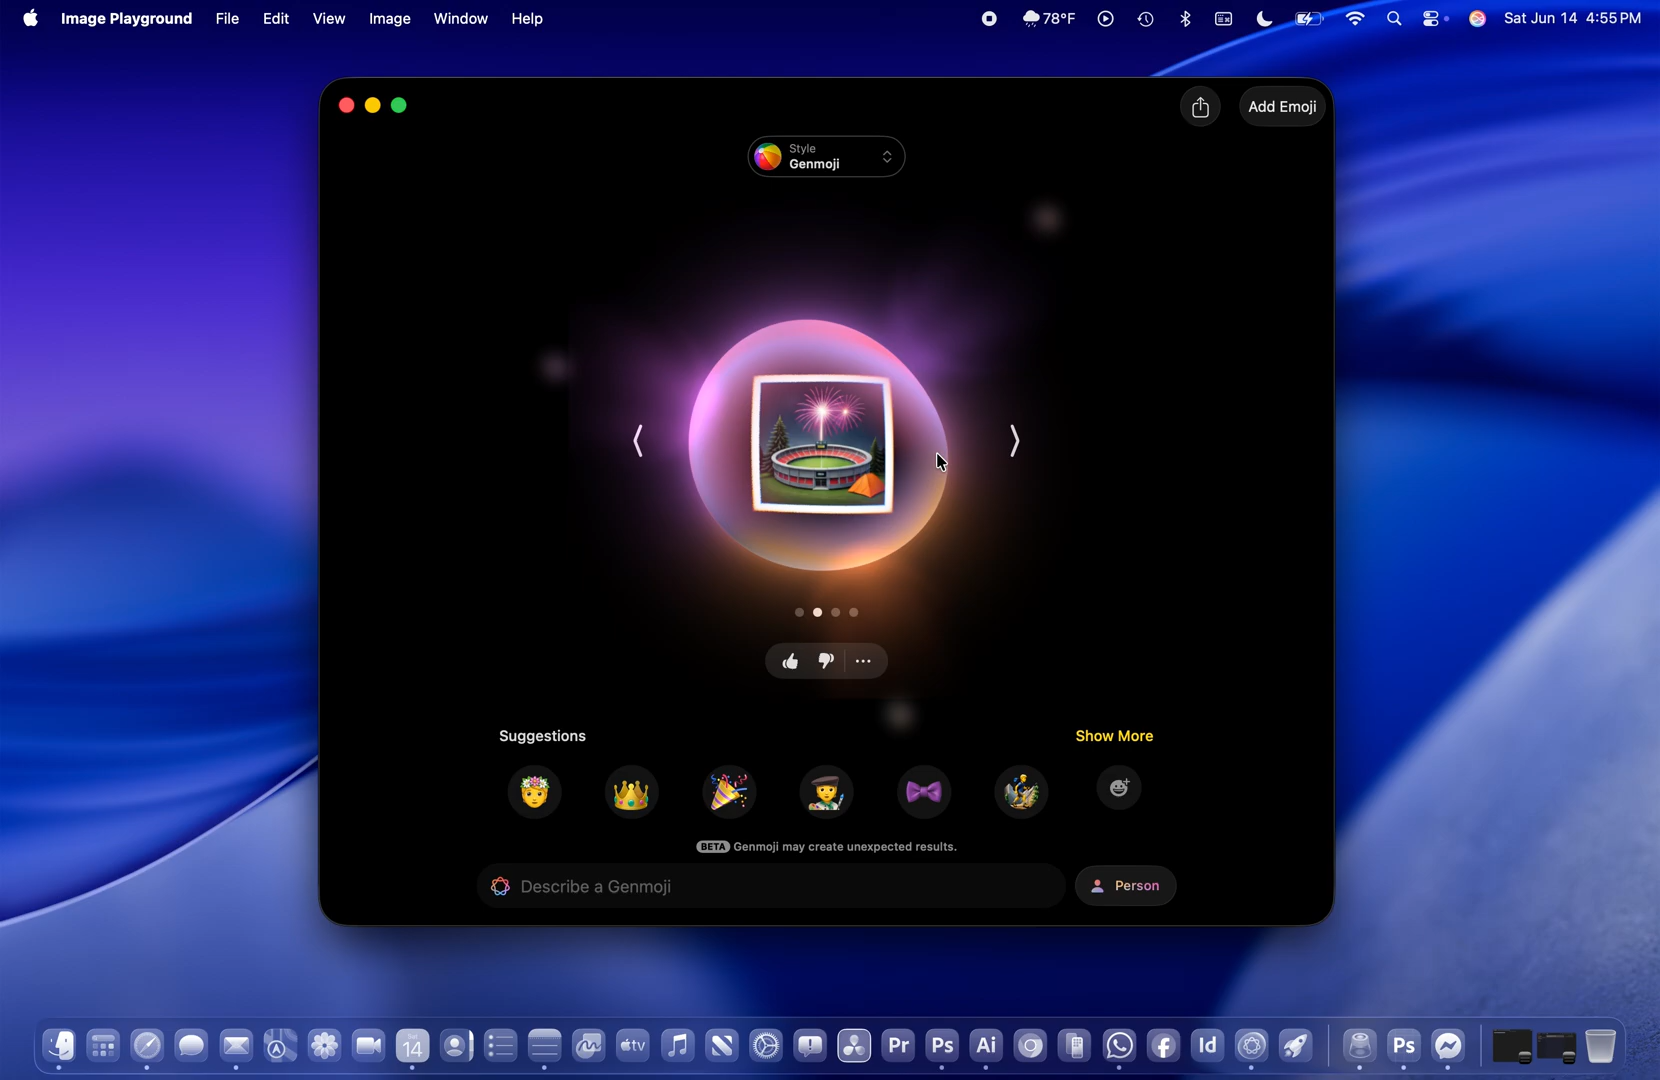 Image Playground File Edit View Image Window Help 78°F Sat Jun 14 4:55 PM
Add Emoji
Style
Genmoji
Suggestions Show More
BETA Genmoji may create unexpected results.
Describe a Genmoji Person
14 tv Pr Ps Ai Id Ps